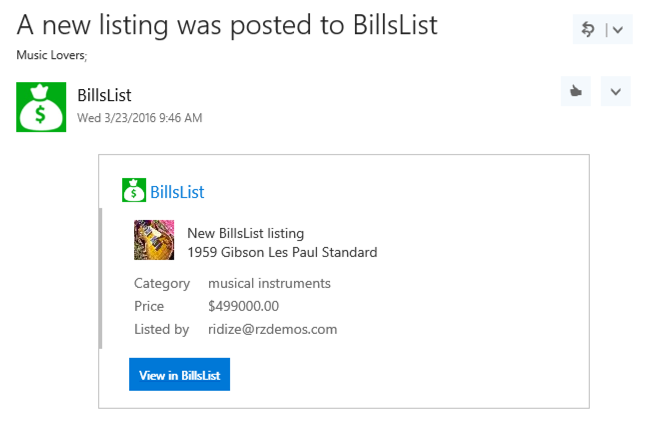 A new listing was posted to BillsList
Music Lovers;
BillsList
Wed 3/23/2016 9:46 AM
BillsList
New BillsList listing
1959 Gibson Les Paul Standard
Category musical instruments
Price $499000.00
Listed by ridize@rzdemos.com
View in BillsList